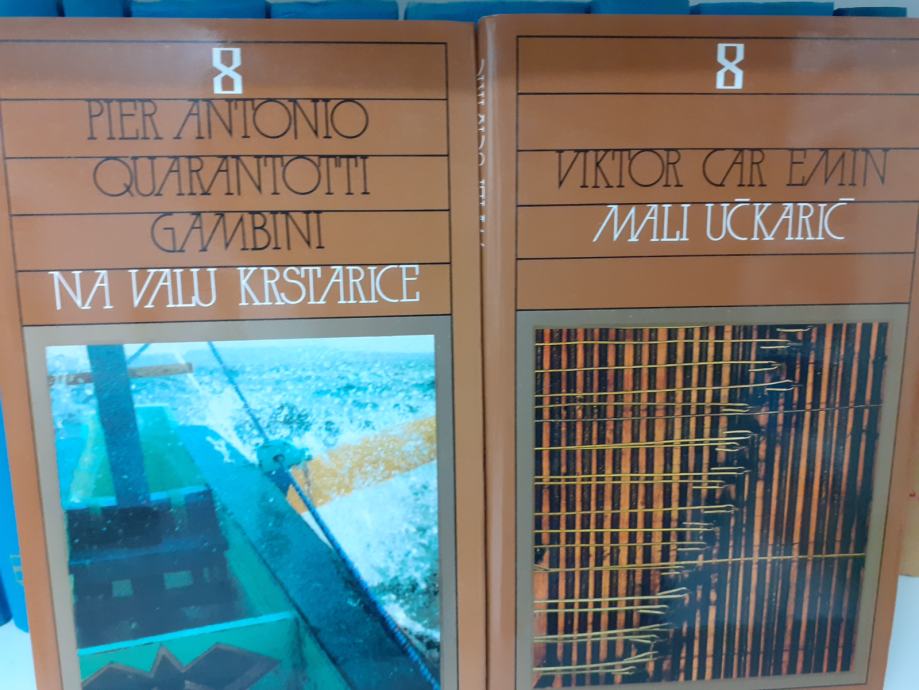 8
PIER ANTONIO
QUARANTOTTI
GAMBINI
NA VALU KRSTARICE
8
VIKTOR CAR EMIN
MALI UČKARIĆ